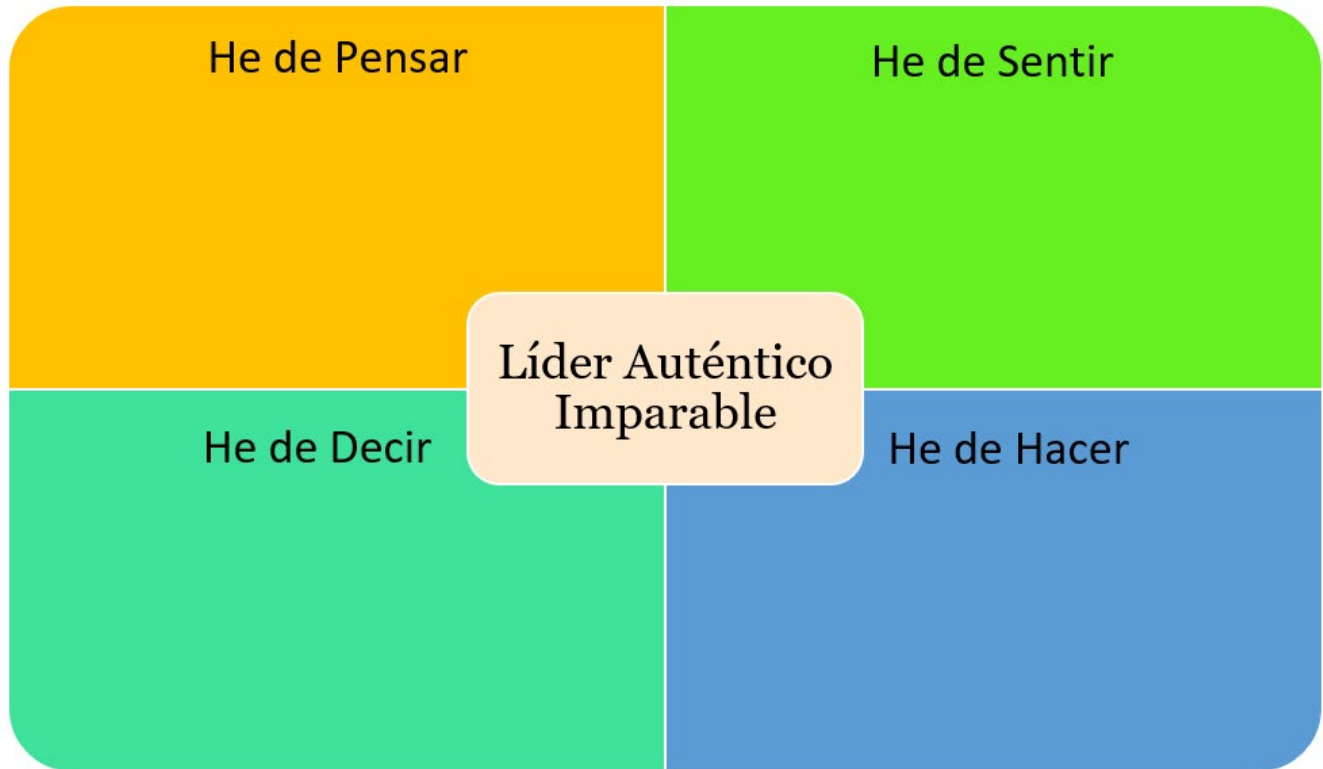 He de Pensar
He de Sentir
Líder Auténtico
Imparable
He de Decir
He de Hacer